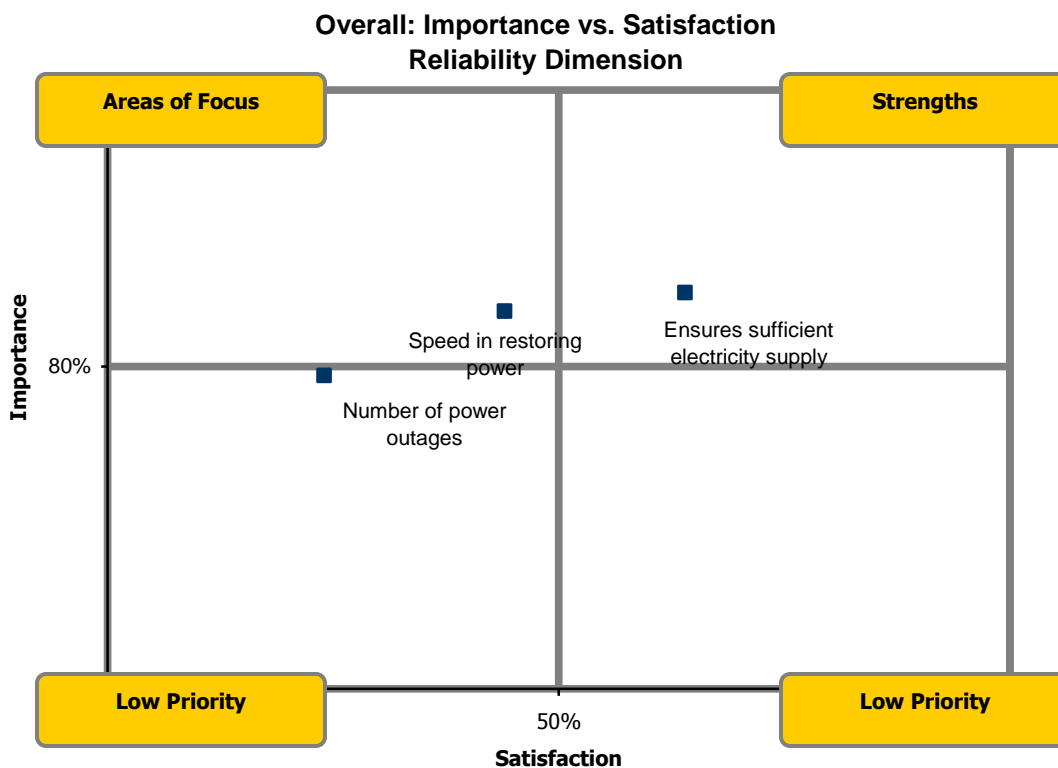 Overall: Importance vs. Satisfaction
Reliability Dimension
Areas of Focus
Strengths
Importance
80%
Speed in restoring
power
Ensures sufficient
electricity supply
Number of power
outages
Low Priority
Low Priority
50%
Satisfaction